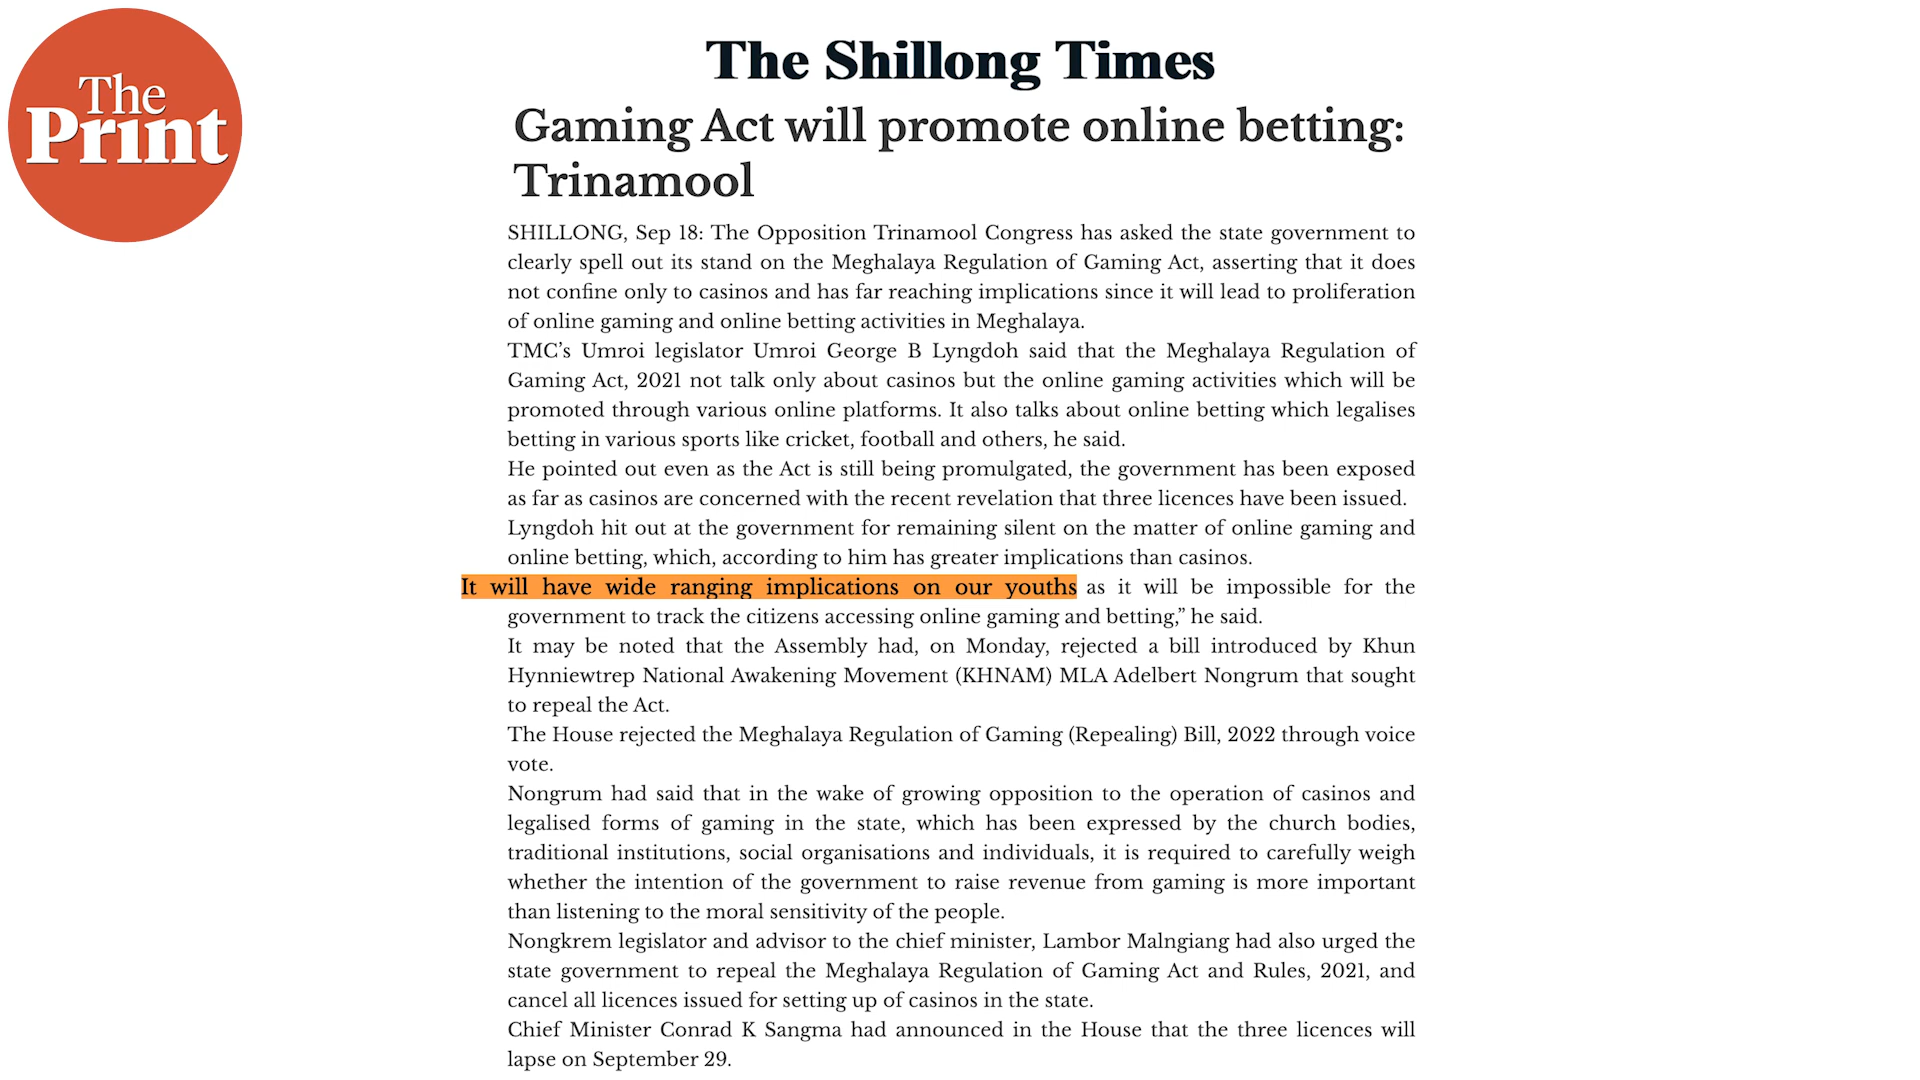 The
Print
The Shillong Times
Gaming Act will promote online betting:
Trinamool
SHILLONG, Sep 18: The Opposition Trinamool Congress has asked the state government to
clearly spell out its stand on the Meghalaya Regulation of Gaming Act, asserting that it does
not confine only to casinos and has far reaching implications since it will lead to proliferation
of online gaming and online betting activities in Meghalaya.
TMC’s Umroi legislator Umroi George B Lyngdoh said that the Meghalaya Regulation of
Gaming Act, 2021 not talk only about casinos but the online gaming activities which will be
promoted through various online platforms. It also talks about online betting which legalises
betting in various sports like cricket, football and others, he said.
He pointed out even as the Act is still being promulgated, the government has been exposed
as far as casinos are concerned with the recent revelation that three licences have been issued.
Lyngdoh hit out at the government for remaining silent on the matter of online gaming and
online betting, which, according to him has greater implications than casinos.
It will have wide ranging implications on our youths as it will be impossible for the
government to track the citizens accessing online gaming and betting,” he said.
It may be noted that the Assembly had, on Monday, rejected a bill introduced by Khun
Hynniewtrep National Awakening Movement (KHNAM) MLA Adelbert Nongrum that sought
to repeal the Act.
The House rejected the Meghalaya Regulation of Gaming (Repealing) Bill, 2022 through voice
vote.
Nongrum had said that in the wake of growing opposition to the operation of casinos and
legalised forms of gaming in the state, which has been expressed by the church bodies,
traditional institutions, social organisations and individuals, it is required to carefully weigh
whether the intention of the government to raise revenue from gaming is more important
than listening to the moral sensitivity of the people.
Nongkrem legislator and advisor to the chief minister, Lambor Malngiang had also urged the
state government to repeal the Meghalaya Regulation of Gaming Act and Rules, 2021, and
cancel all licences issued for setting up of casinos in the state.
Chief Minister Conrad K Sangma had announced in the House that the three licences will
lapse on September 29.